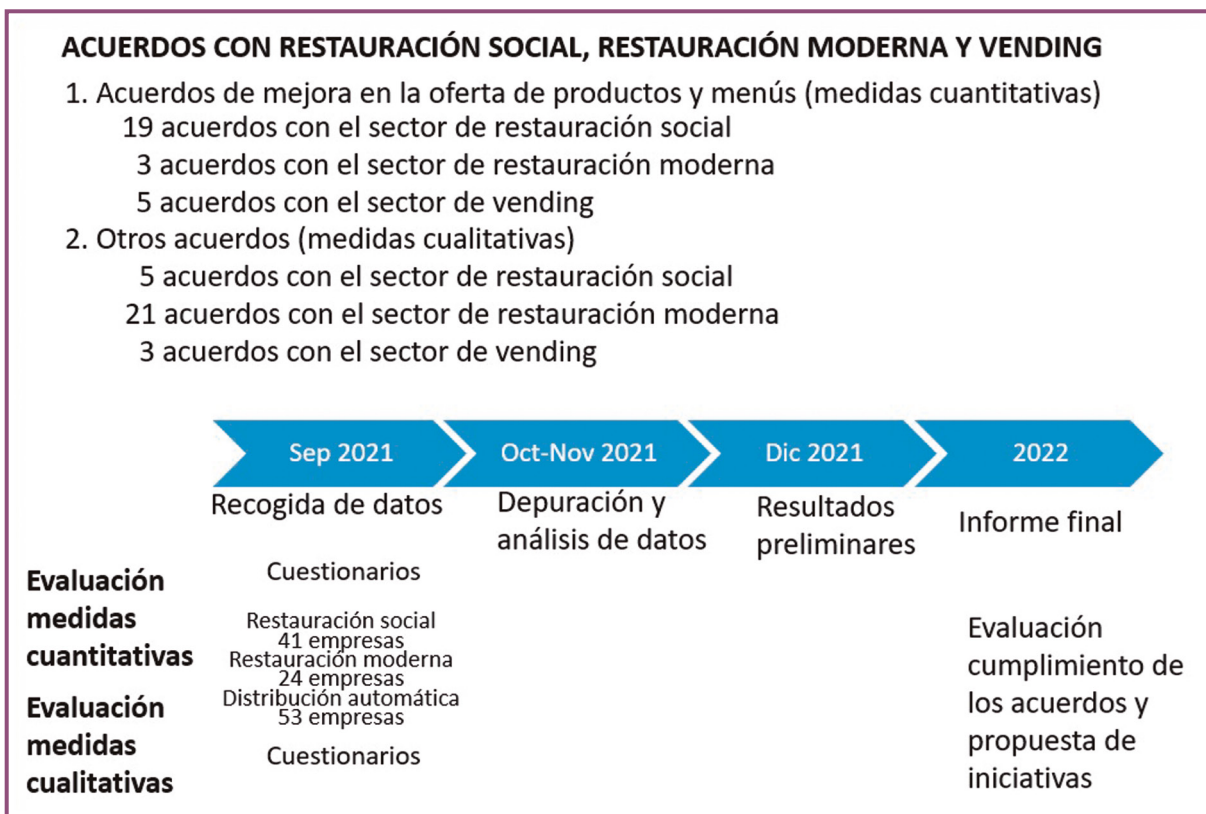 ACUERDOS CON RESTAURACIÓN SOCIAL, RESTAURACIÓN MODERNA Y VENDING
1. Acuerdos de mejora en la oferta de productos y menús (medidas cuantitativas)
19 acuerdos con el sector de restauración social
3 acuerdos con el sector de restauración moderna
5 acuerdos con el sector de vending
2. Otros acuerdos (medidas cualitativas)
5 acuerdos con el sector de restauración social
21 acuerdos con el sector de restauración moderna
3 acuerdos con el sector de vending
Sep 2021
Oct-Nov 2021
Dic 2021
2022
Recogida de datos
Depuración y
análisis de datos
Resultados
preliminares
Informe final
Evaluación
medidas
cuantitativas
Evaluación
medidas
cualitativas
Cuestionarios
Restauración social
41 empresas
Restauración moderna
24 empresas
Distribución automática
53 empresas
Cuestionarios
Evaluación
cumplimiento de
los acuerdos y
propuesta de
iniciativas